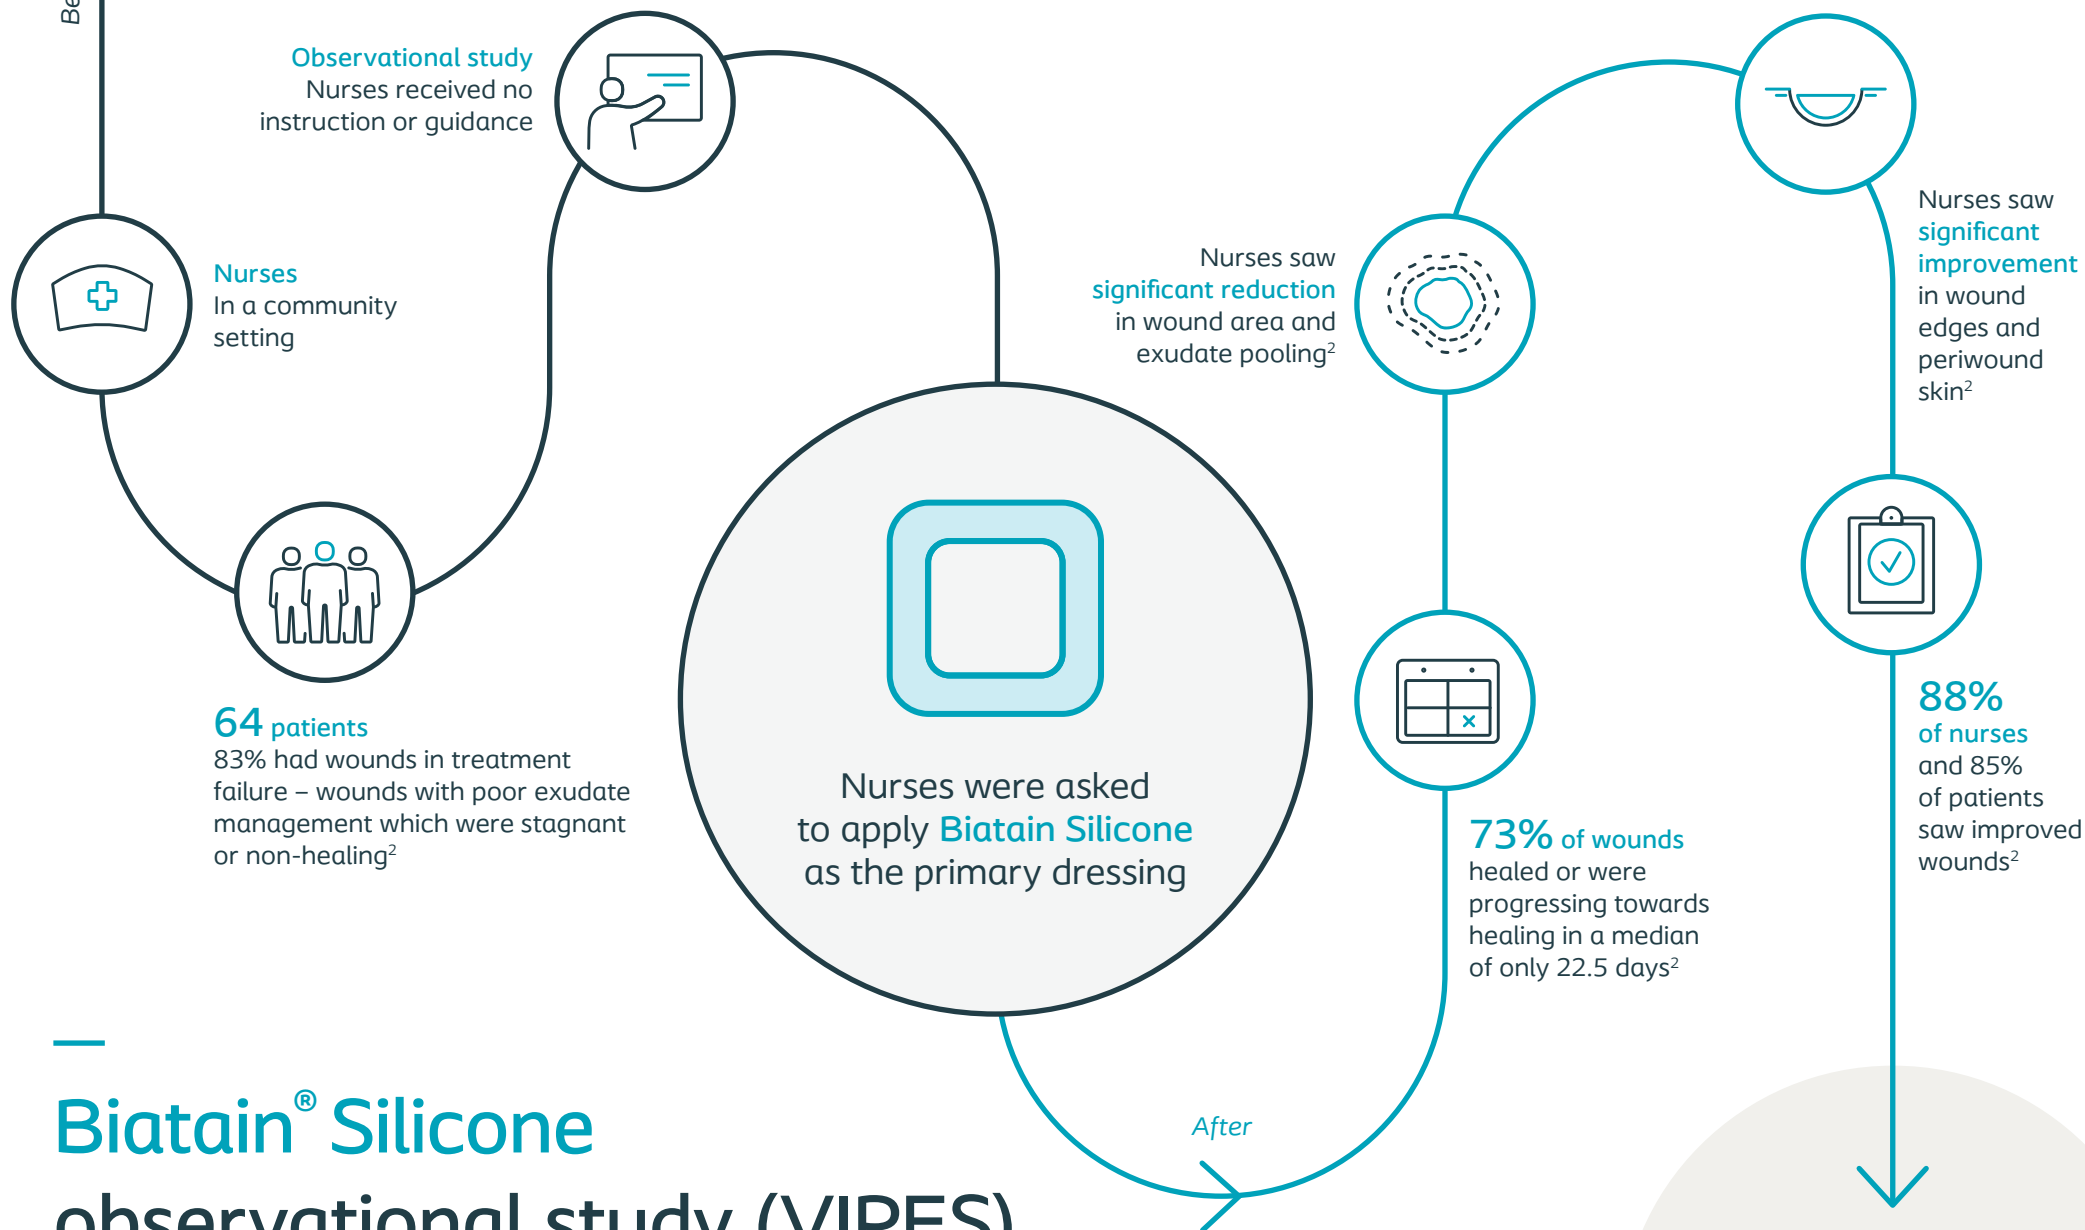 Observational study
Nurses received no
instruction or guidance
Nurses
In a community
setting
64 patients
83% had wounds in treatment
failure – wounds with poor exudate
management which were stagnant
or non-healing²
Nurses were asked
to apply Biatain Silicone
as the primary dressing
After
73% of wounds
healed or were
progressing towards
healing in a median
of only 22.5 days²
Nurses saw
significant reduction
in wound area and
exudate pooling²
Nurses saw
significant
improvement
in wound
edges and
periwound
skin²
88%
of nurses
and 85%
of patients
saw improved
wounds²
Biatain® Silicone
observational study (VIPES)